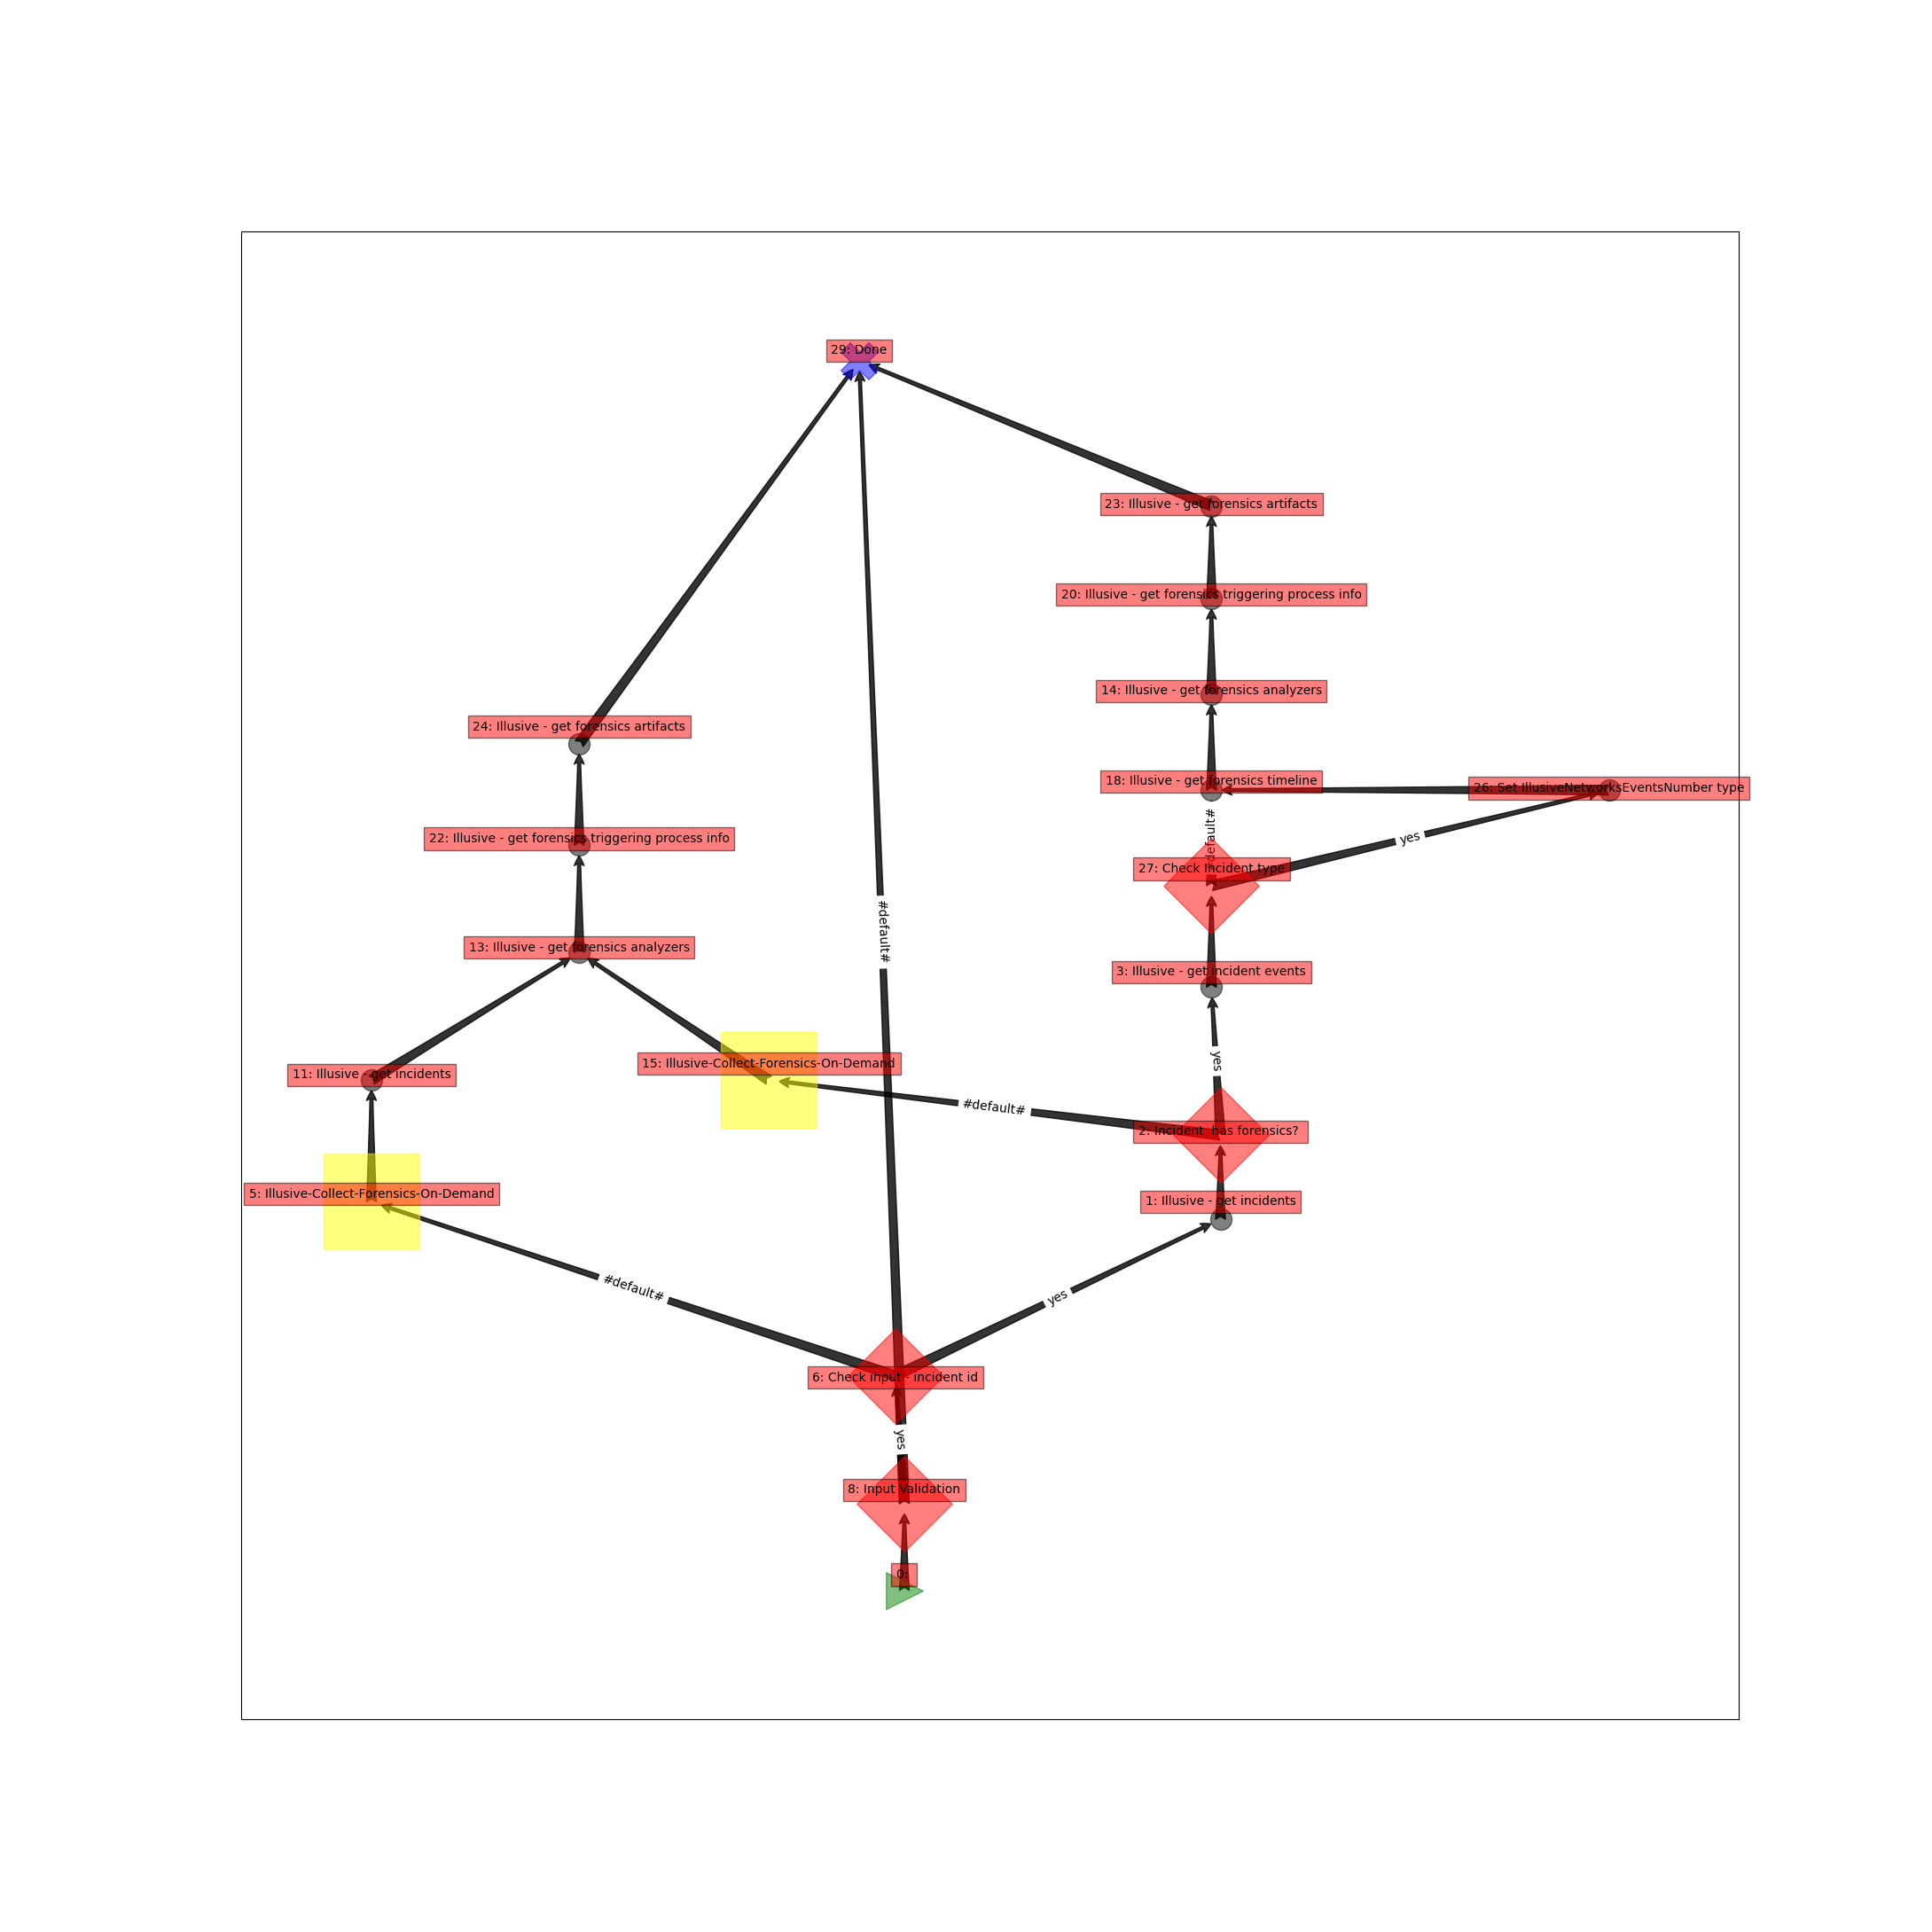 29: Done
23: Illusive - get forensics artifacts
20: Illusive - get forensics triggering process info
14: Illusive - get forensics analyzers
24: Illusive - get forensics artifacts
18: Illusive - get forensics timeline
26: Set IllusiveNetworksEventsNumber type
#default#
yes
22: Illusive - get forensics triggering process info
27: Check incident type
#default#
13: Illusive - get forensics analyzers
3: Illusive - get incident events
yes
15: Illusive-Collect-Forensics-On-Demand
11: Illusive - get incidents
#default#
2: Incident  has forensics?
5: Illusive-Collect-Forensics-On-Demand
1: Illusive - get incidents
#default#
yes
6: Check input - incident id
yes
8: Input Validation
0: